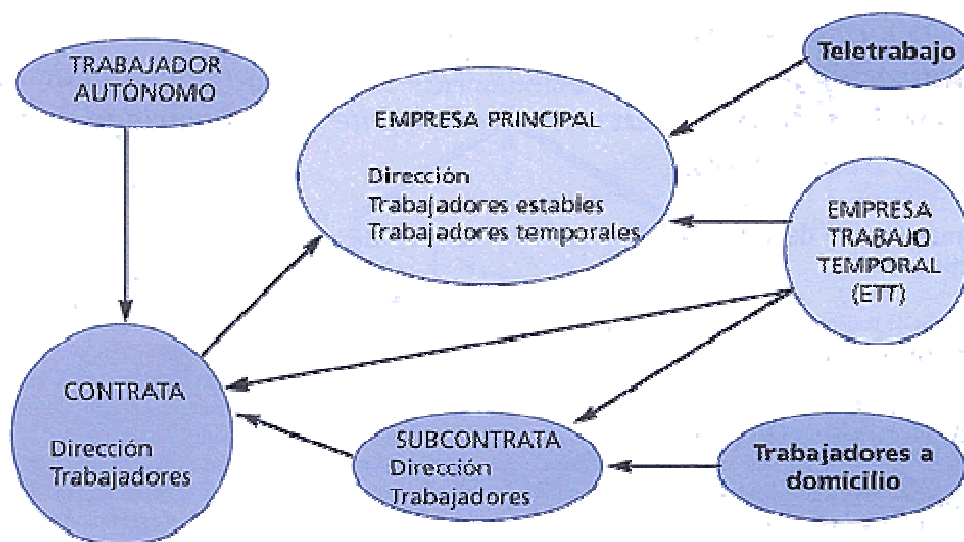 TRABAJADOR
AUTÓNOMO
EMPRESA PRINCIPAL
Dirección
Trabajadores estables
Trabajadores temporales
Teletrabajo
EMPRESA
TRABAJO
TEMPORAL
(ETT)
CONTRATA
Dirección
Trabajadores
SUBCONTRATA
Dirección
Trabajadores
Trabajadores a
domicilio